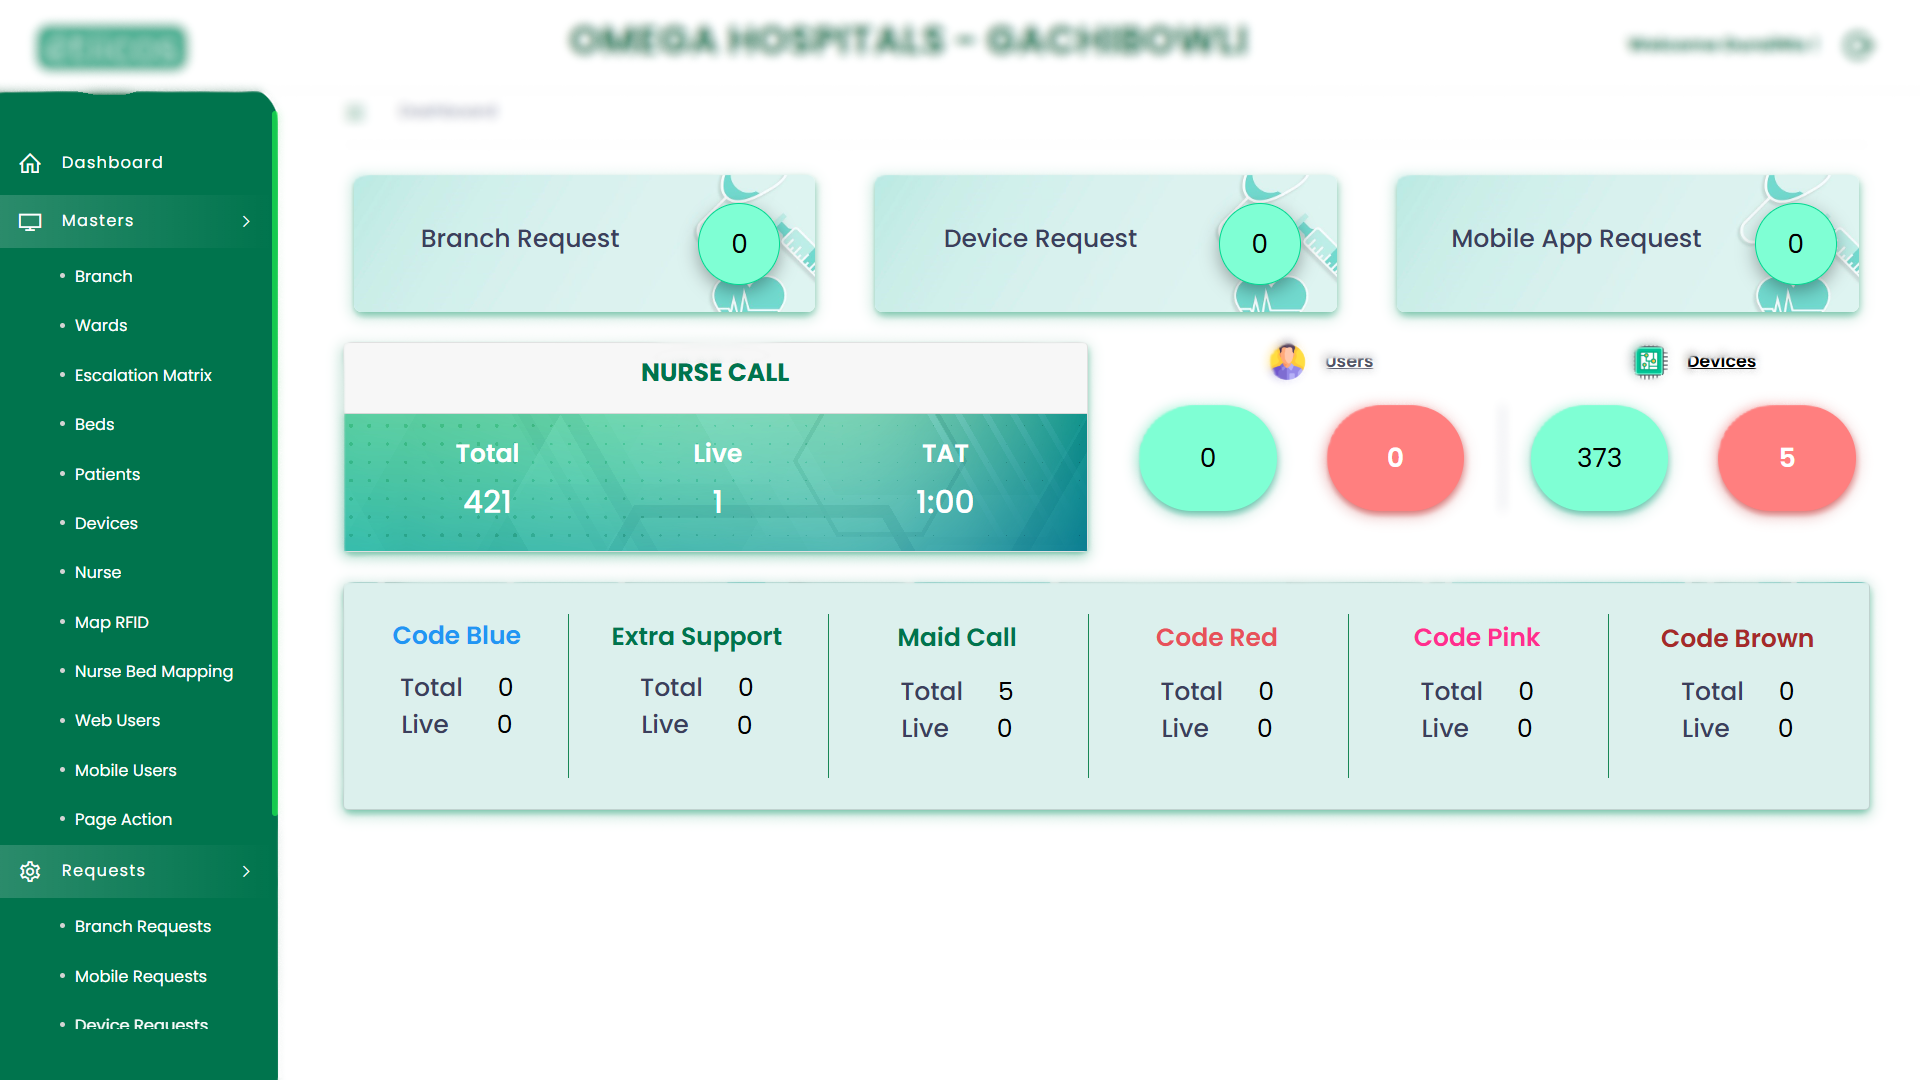 OMEGA HOSPITALS - GACHIBOWLI
Dashboard
Dashboard
Masters
Branch
Wards
Escalation Matrix
Beds
Patients
Devices
Nurse
Map RFID
Nurse Bed Mapping
Web Users
Mobile Users
Page Action
Requests
Branch Requests
Mobile Requests
Device Requests
Branch Request 0
Device Request 0
Mobile App Request 0
NURSE CALL
Total Live TAT
421 1 1:00
Users Devices
0 0 373 5
Code Blue
Total 0
Live 0
Extra Support
Total 0
Live 0
Maid Call
Total 5
Live 0
Code Red
Total 0
Live 0
Code Pink
Total 0
Live 0
Code Brown
Total 0
Live 0